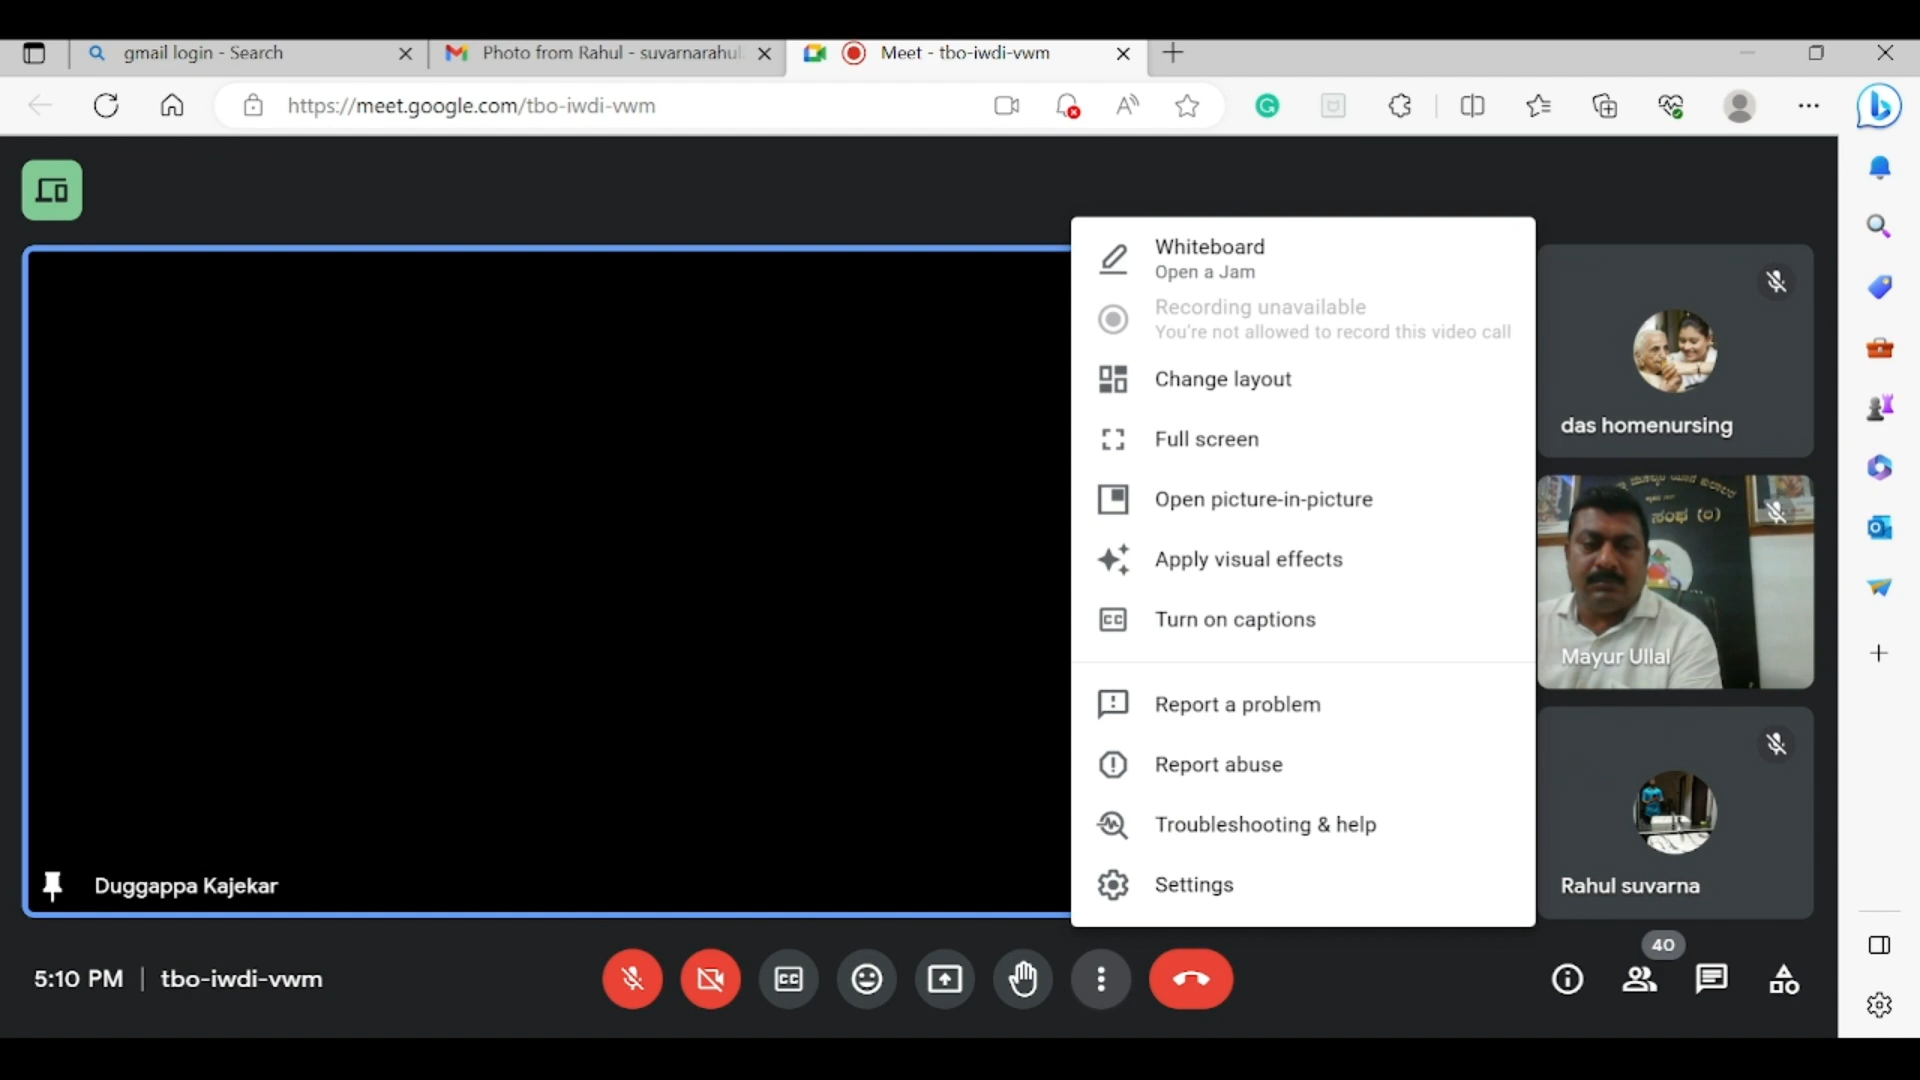 gmail login - Search
Photo from Rahul - suvarnarahul
Meet - tbo-iwdi-vwm
https://meet.google.com/tbo-iwdi-vwm
Whiteboard
Open a Jam
Recording unavailable
You're not allowed to record this video call
Change layout
Full screen
Open picture-in-picture
Apply visual effects
Turn on captions
Report a problem
Report abuse
Troubleshooting & help
Settings
das homenursing
ಸಂಘ (ರಿ)
Mayur Ullal
Rahul suvarna
Duggappa Kajekar
40
5:10 PM | tbo-iwdi-vwm